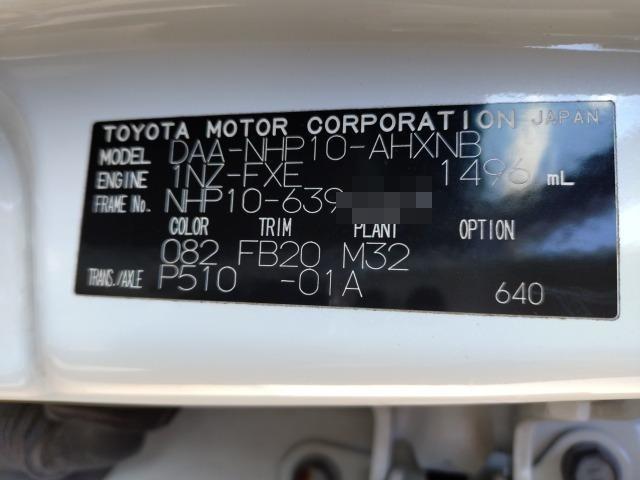 TOYOTA MOTOR CORPORATION JAPAN
MODEL DAA-NHP10-AHXNB
ENGINE 1NZ-FXE 1496 mL
FRAME No. NHP10-639
COLOR TRIM PLANT OPTION
082 FB20 M32
TRANS./AXLE P510 -01A 640